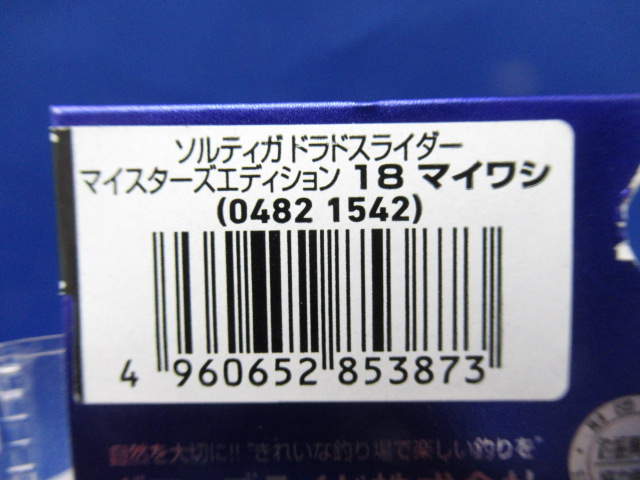 ソルティガ ドラドスライダー
マイスターズエディション 18 マイワシ
(0482 1542)
4 960652 853873
自然を大切に!! "きれいな釣り場で楽しい釣りを"